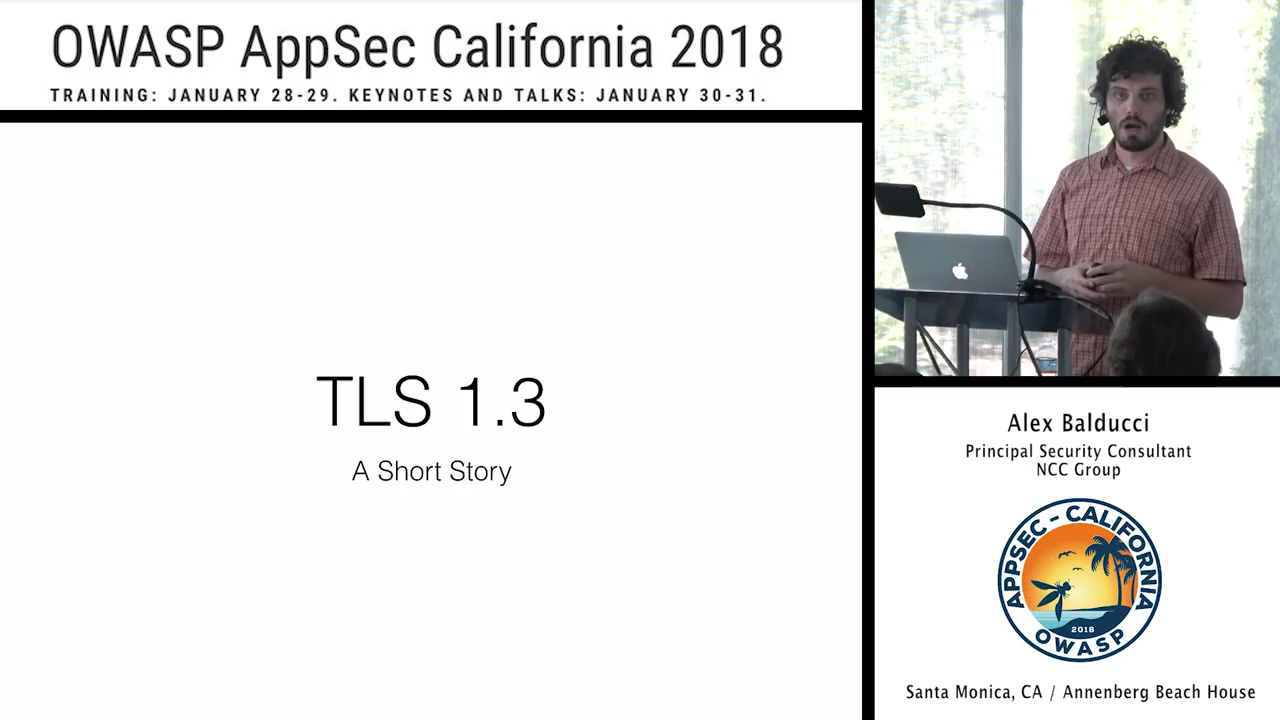 OWASP AppSec California 2018
TRAINING: JANUARY 28-29. KEYNOTES AND TALKS: JANUARY 30-31.
TLS 1.3
A Short Story
Alex Balducci
Principal Security Consultant
NCC Group
APPSEC - CALIFORNIA
2018
OWASP
Santa Monica, CA / Annenberg Beach House